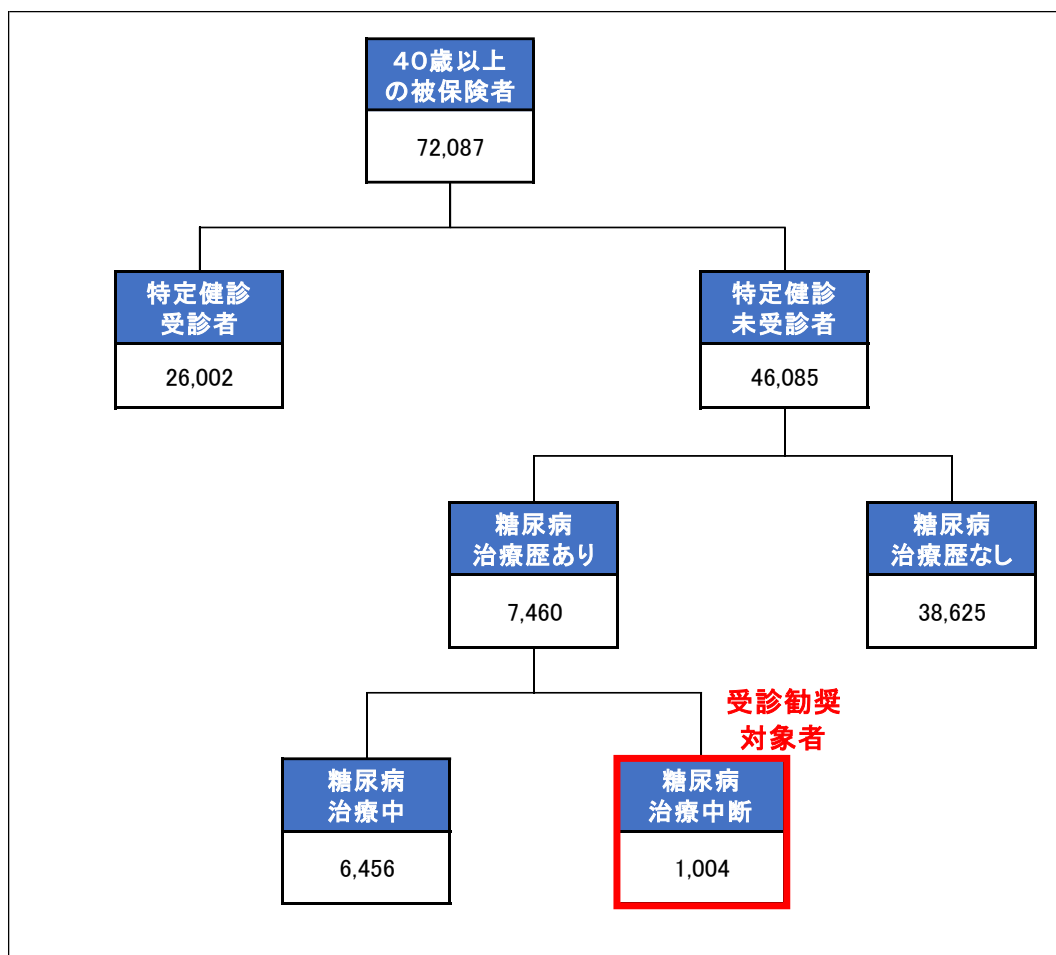 40歳以上
の被保険者
72,087
特定健診
受診者
26,002
特定健診
未受診者
46,085
糖尿病
治療歴あり
7,460
糖尿病
治療歴なし
38,625
受診勧奨
対象者
糖尿病
治療中
6,456
糖尿病
治療中断
1,004